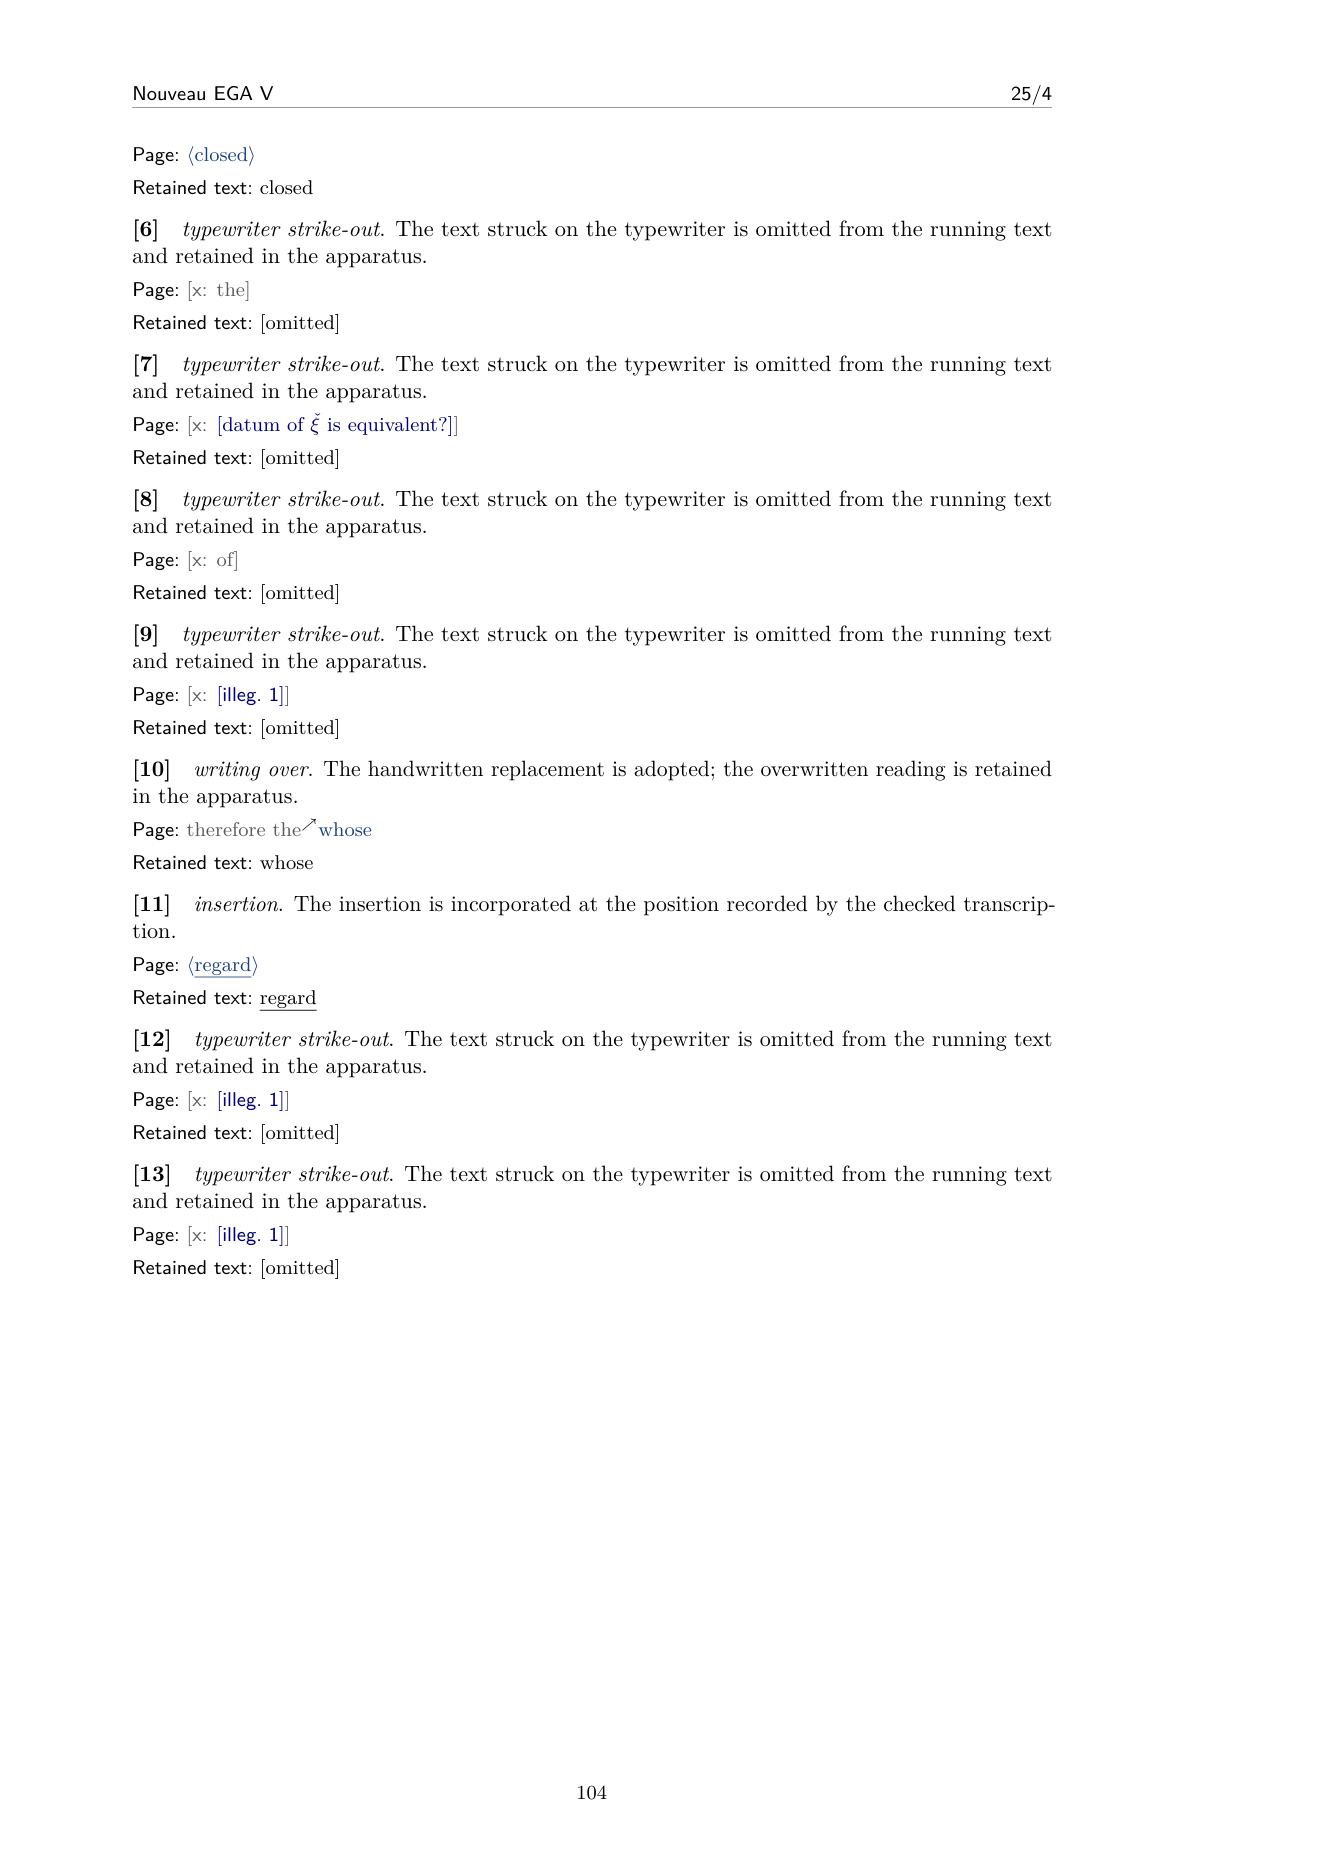 Nouveau EGA V 25/4
Page: ⟨closed⟩
Retained text: closed
[6] typewriter strike-out. The text struck on the typewriter is omitted from the running text
and retained in the apparatus.
Page: [x: the]
Retained text: [omitted]
[7] typewriter strike-out. The text struck on the typewriter is omitted from the running text
and retained in the apparatus.
Page: [x: [datum of ξ̌ is equivalent?]]
Retained text: [omitted]
[8] typewriter strike-out. The text struck on the typewriter is omitted from the running text
and retained in the apparatus.
Page: [x: of]
Retained text: [omitted]
[9] typewriter strike-out. The text struck on the typewriter is omitted from the running text
and retained in the apparatus.
Page: [x: [illeg. 1]]
Retained text: [omitted]
[10] writing over. The handwritten replacement is adopted; the overwritten reading is retained
in the apparatus.
Page: therefore the↗whose
Retained text: whose
[11] insertion. The insertion is incorporated at the position recorded by the checked transcrip-
tion.
Page: ⟨regard⟩
Retained text: regard
[12] typewriter strike-out. The text struck on the typewriter is omitted from the running text
and retained in the apparatus.
Page: [x: [illeg. 1]]
Retained text: [omitted]
[13] typewriter strike-out. The text struck on the typewriter is omitted from the running text
and retained in the apparatus.
Page: [x: [illeg. 1]]
Retained text: [omitted]
104